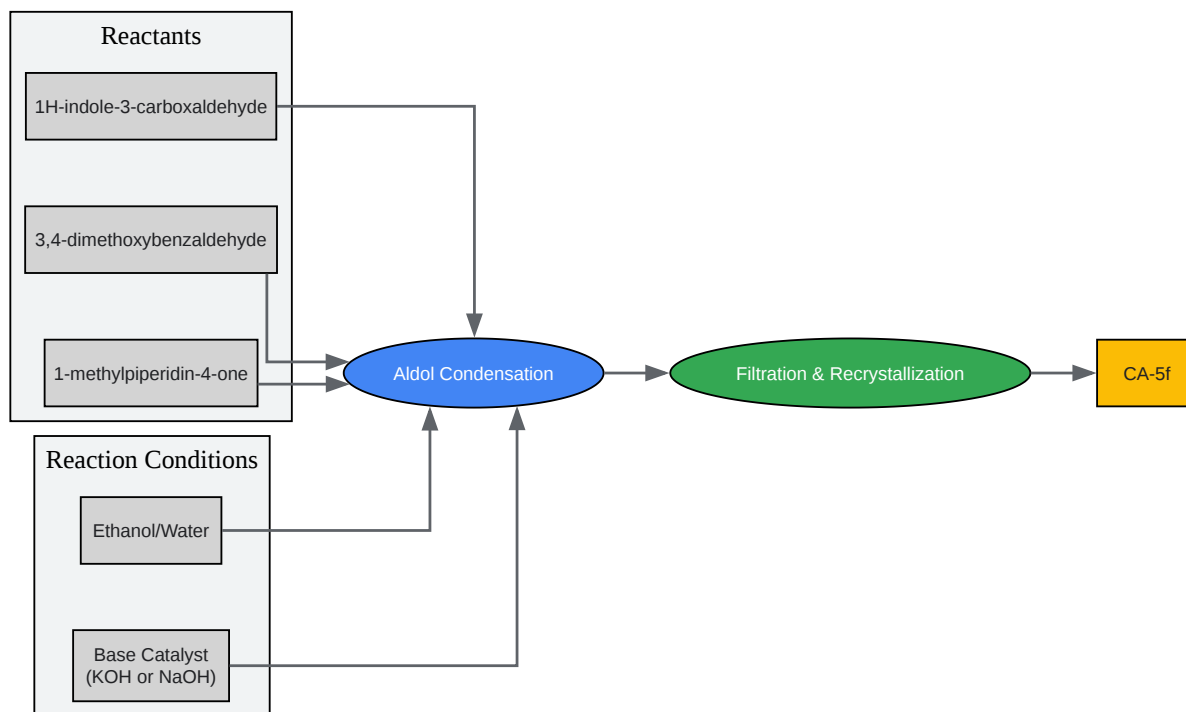 Reactants
1H-indole-3-carboxaldehyde
3,4-dimethoxybenzaldehyde
1-methylpiperidin-4-one
Aldol Condensation
Filtration & Recrystallization
CA-5f
Reaction Conditions
Ethanol/Water
Base Catalyst
(KOH or NaOH)